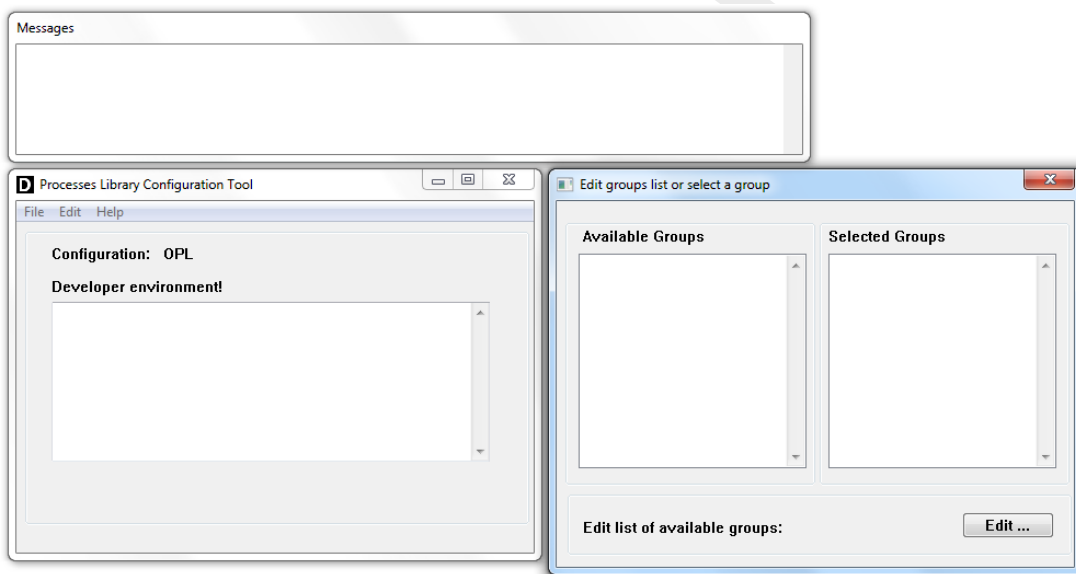 Messages
D Processes Library Configuration Tool
File Edit Help
Configuration: OPL
Developer environment!
Edit groups list or select a group
Available Groups
Selected Groups
Edit list of available groups:
Edit ...